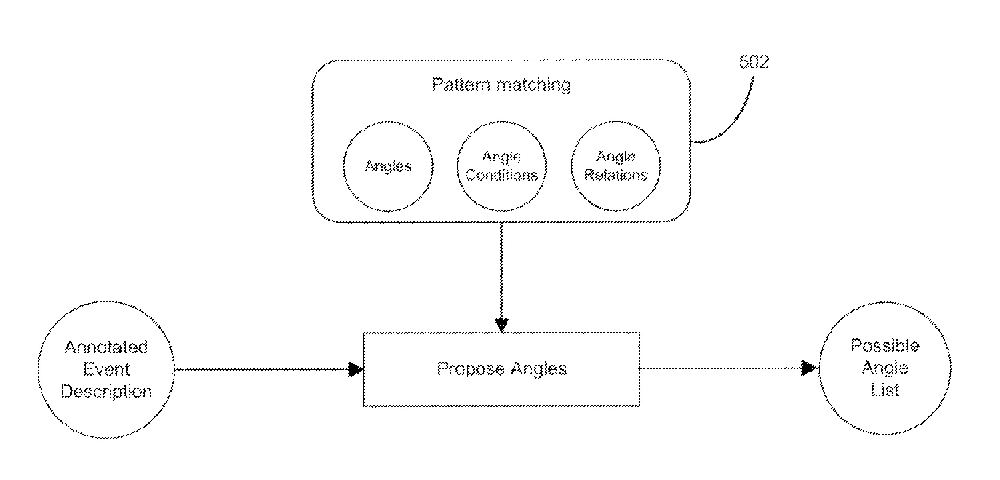 502
Pattern matching
Angles
Angle
Conditions
Angle
Relations
Annotated
Event
Description
Propose Angles
Possible
Angle
List